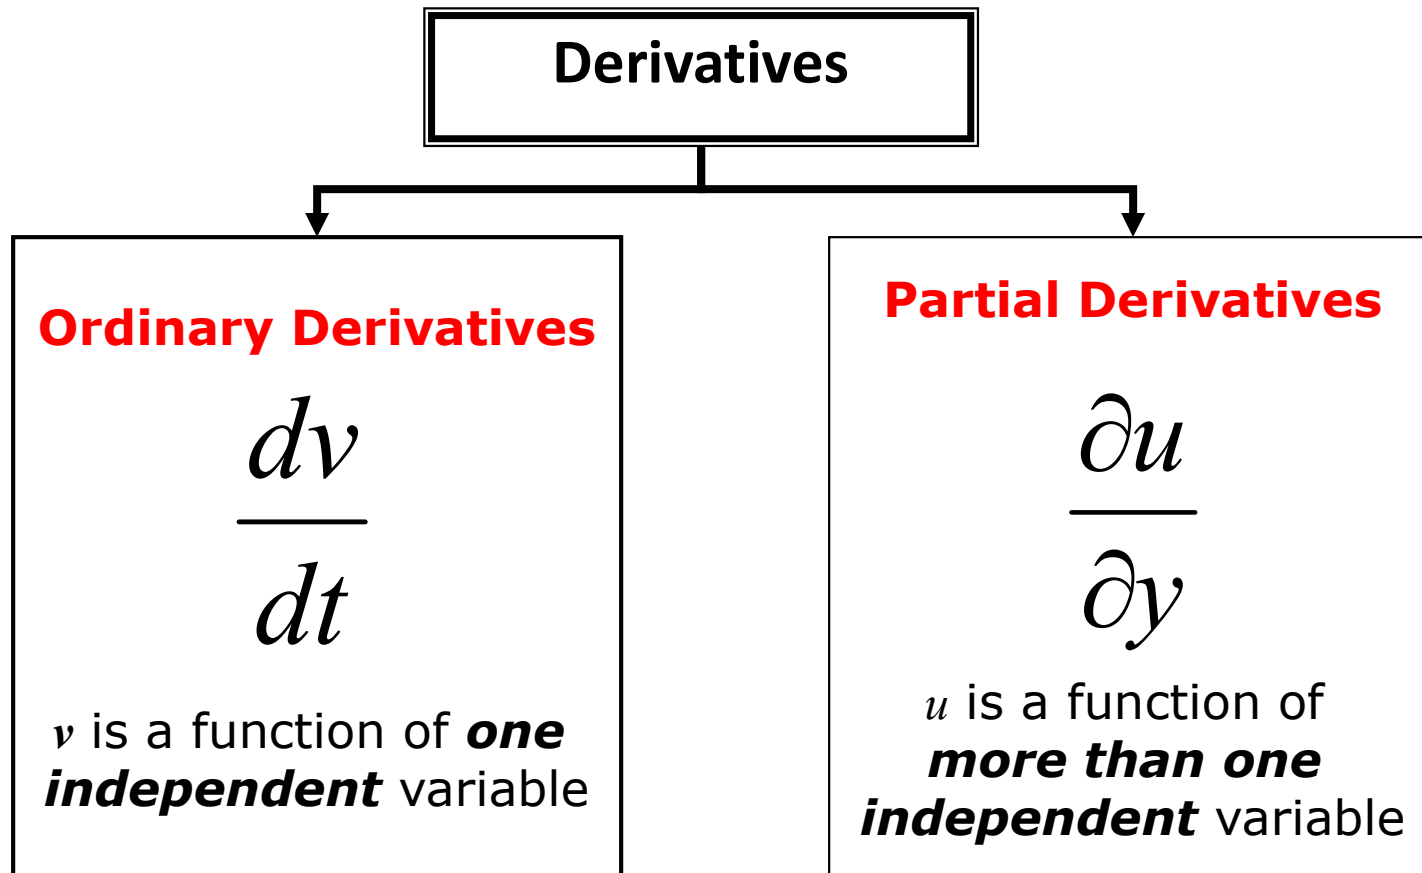 Derivatives
Ordinary Derivatives
dv
dt
v is a function of one
independent variable
Partial Derivatives
∂u
∂y
u is a function of
more than one
independent variable